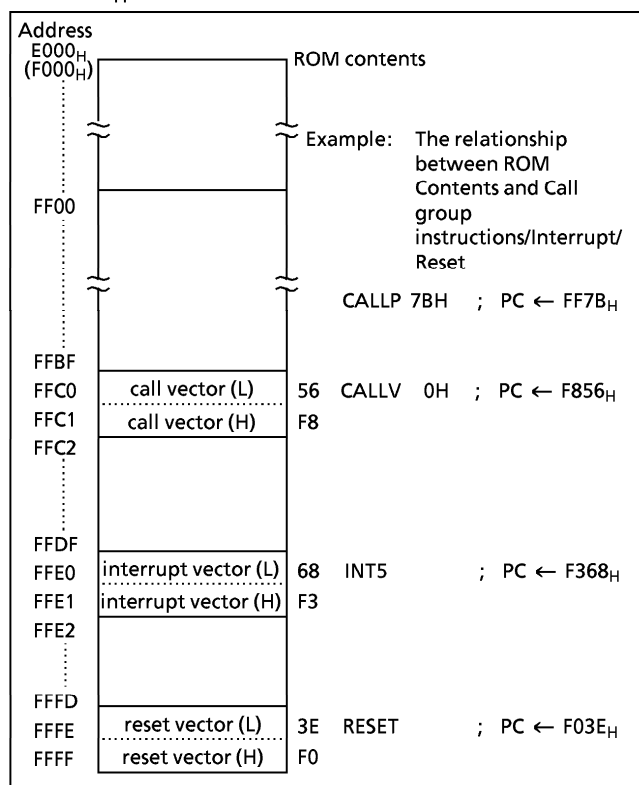 Address
E000H
(F000H)
ROM contents
Example: The relationship
between ROM
Contents and Call
group
instructions/Interrupt/
Reset
FF00
CALLP 7BH ; PC ← FF7BH
FFBF
FFC0 call vector (L) 56 CALLV 0H ; PC ← F856H
FFC1 call vector (H) F8
FFC2
FFDF
FFE0 interrupt vector (L) 68 INT5 ; PC ← F368H
FFE1 interrupt vector (H) F3
FFE2
FFFD
FFFE reset vector (L) 3E RESET ; PC ← F03EH
FFFF reset vector (H) F0